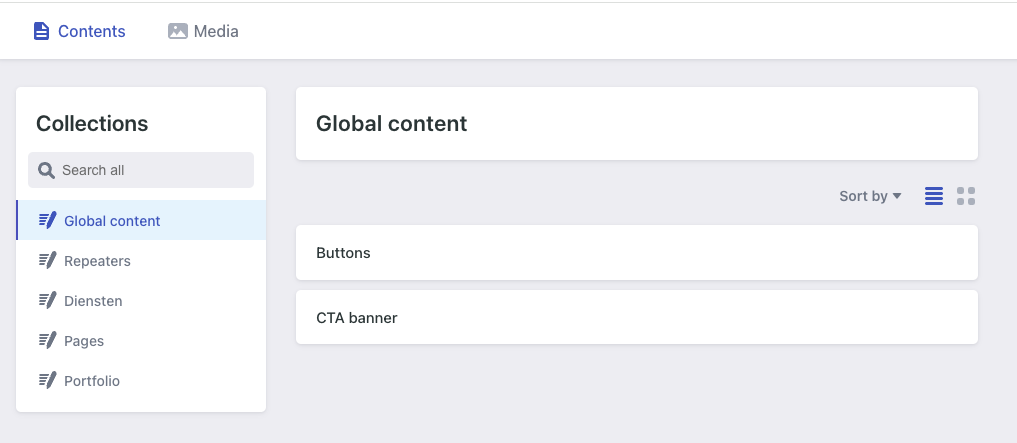 Contents
Media
Collections
Search all
Global content
Repeaters
Diensten
Pages
Portfolio
Global content
Sort by
Buttons
CTA banner